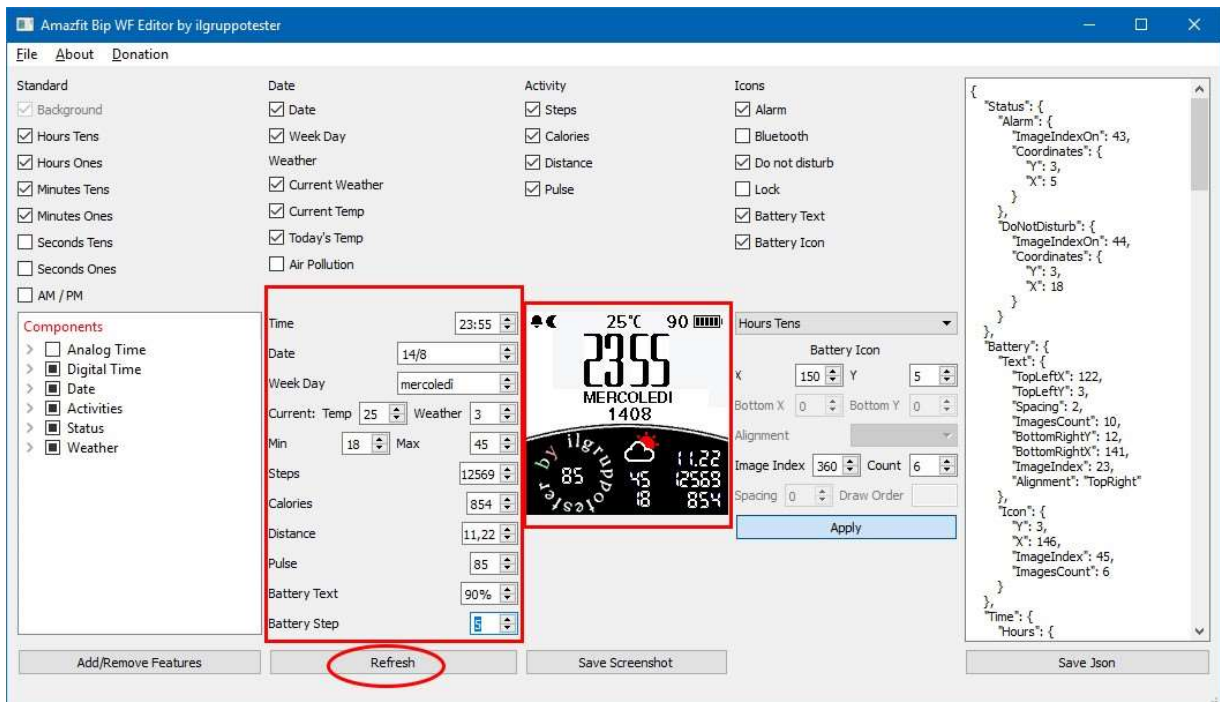 Amazfit Bip WF Editor by ilgruppotester
File About Donation
Standard
Background
Hours Tens
Hours Ones
Minutes Tens
Minutes Ones
Seconds Tens
Seconds Ones
AM / PM
Date
Date
Week Day
Weather
Current Weather
Current Temp
Today's Temp
Air Pollution
Activity
Steps
Calories
Distance
Pulse
Icons
Alarm
Bluetooth
Do not disturb
Lock
Battery Text
Battery Icon
Components
Analog Time
Digital Time
Date
Activities
Status
Weather
Time 23:55
Date 14/8
Week Day mercoledì
Current: Temp 25 Weather 3
Min 18 Max 45
Steps 12569
Calories 854
Distance 11,22
Pulse 85
Battery Text 90%
Battery Step 5
25°C 90
2355
MERCOLEDI
1408
by ilgruppotester
85
45
18
11.22
12569
854
Hours Tens
Battery Icon
X 150 Y 5
Bottom X 0 Bottom Y 0
Alignment
Image Index 360 Count 6
Spacing 0 Draw Order
Apply
{
"Status": {
"Alarm": {
"ImageIndexOn": 43,
"Coordinates": {
"Y": 3,
"X": 5
}
},
"DoNotDisturb": {
"ImageIndexOn": 44,
"Coordinates": {
"Y": 3,
"X": 18
}
}
},
"Battery": {
"Text": {
"TopLeftX": 122,
"TopLeftY": 3,
"Spacing": 2,
"ImagesCount": 10,
"BottomRightY": 12,
"BottomRightX": 141,
"ImageIndex": 23,
"Alignment": "TopRight"
},
"Icon": {
"Y": 3,
"X": 146,
"ImageIndex": 45,
"ImagesCount": 6
}
},
"Time": {
"Hours": {
Add/Remove Features
Refresh
Save Screenshot
Save Json